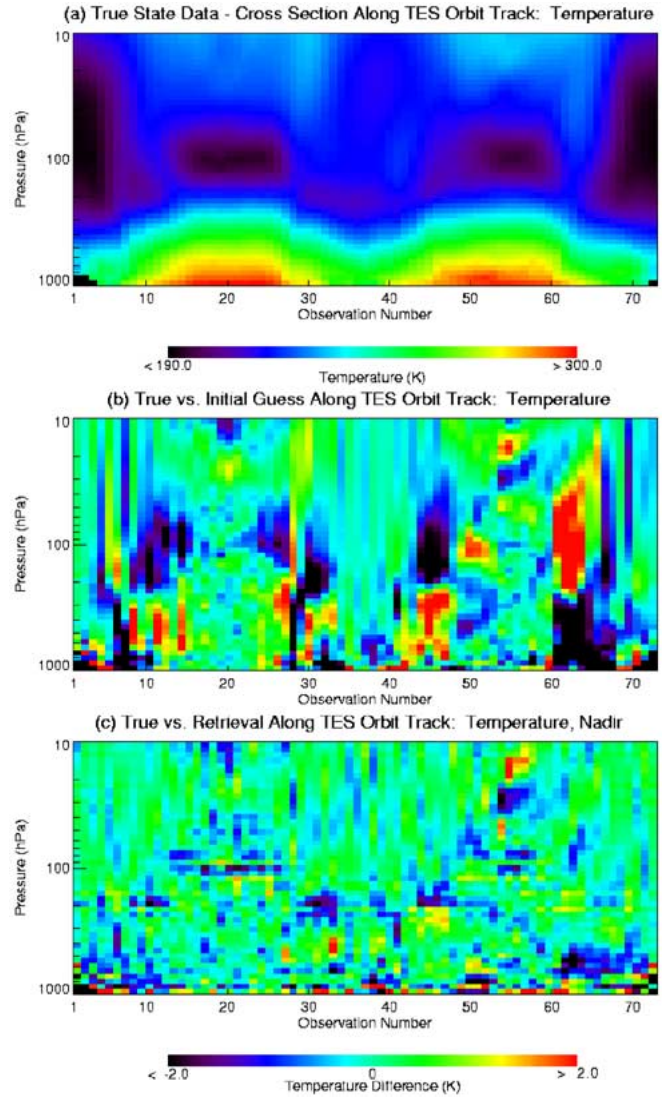 (a) True State Data - Cross Section Along TES Orbit Track: Temperature
10
100
1000
Pressure (hPa)
1 10 20 30 40 50 60 70
Observation Number
< 190.0 > 300.0
Temperature (K)
(b) True vs. Initial Guess Along TES Orbit Track: Temperature
10
100
1000
Pressure (hPa)
1 10 20 30 40 50 60 70
Observation Number
(c) True vs. Retrieval Along TES Orbit Track: Temperature, Nadir
10
100
1000
Pressure (hPa)
1 10 20 30 40 50 60 70
Observation Number
< -2.0 0 > 2.0
Temperature Difference (K)